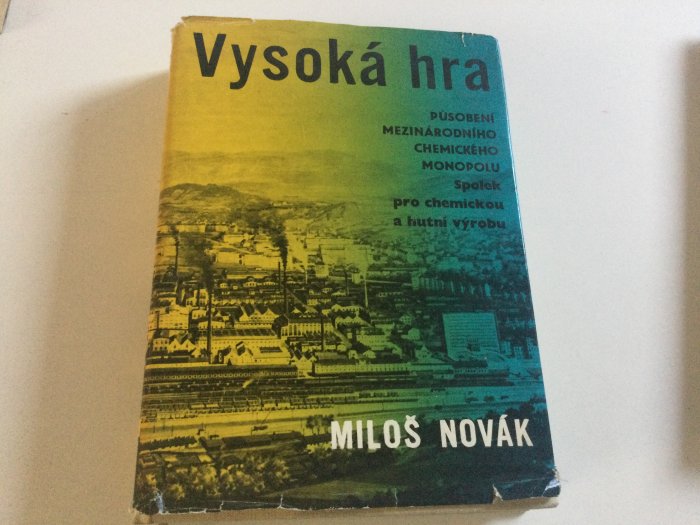 Vysoká hra
PŮSOBENÍ
MEZINÁRODNÍHO
CHEMICKÉHO
MONOPOLU
Spolek
pro chemickou
a hutní výrobu
MILOŠ NOVÁK